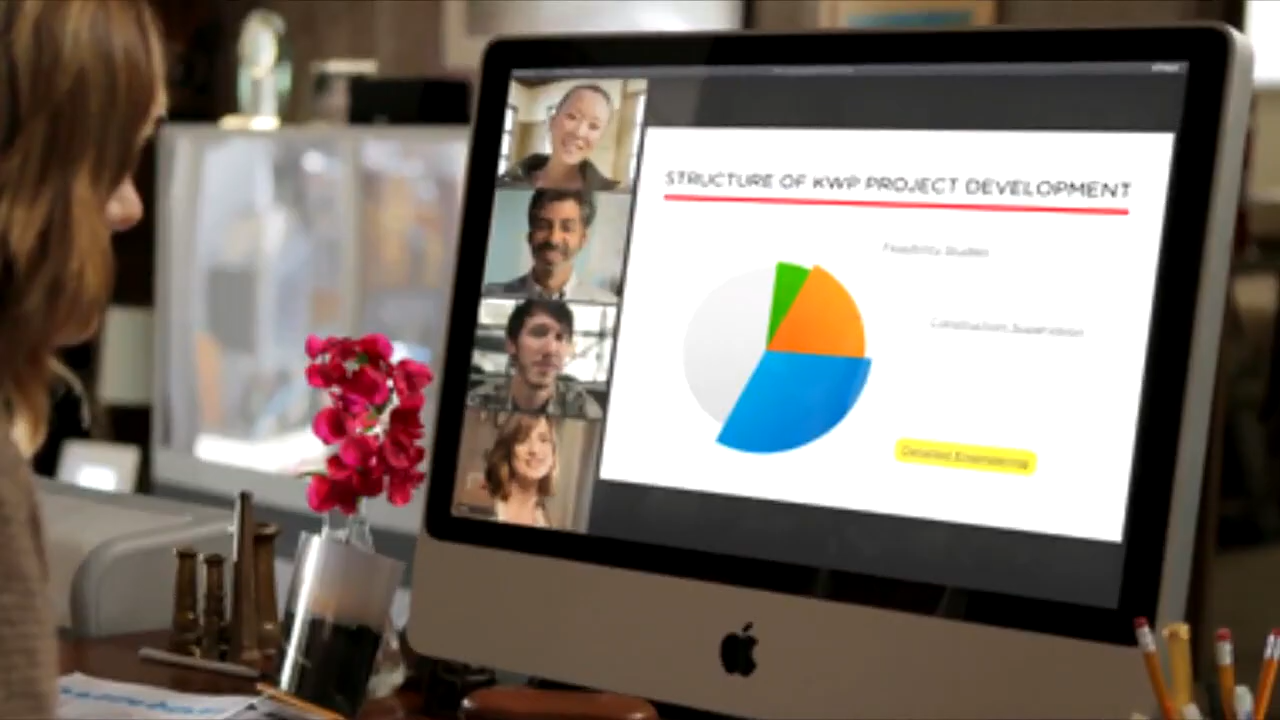 STRUCTURE OF KWP PROJECT DEVELOPMENT
Feasibility Studies
Construction Supervision
Detailed Engineering